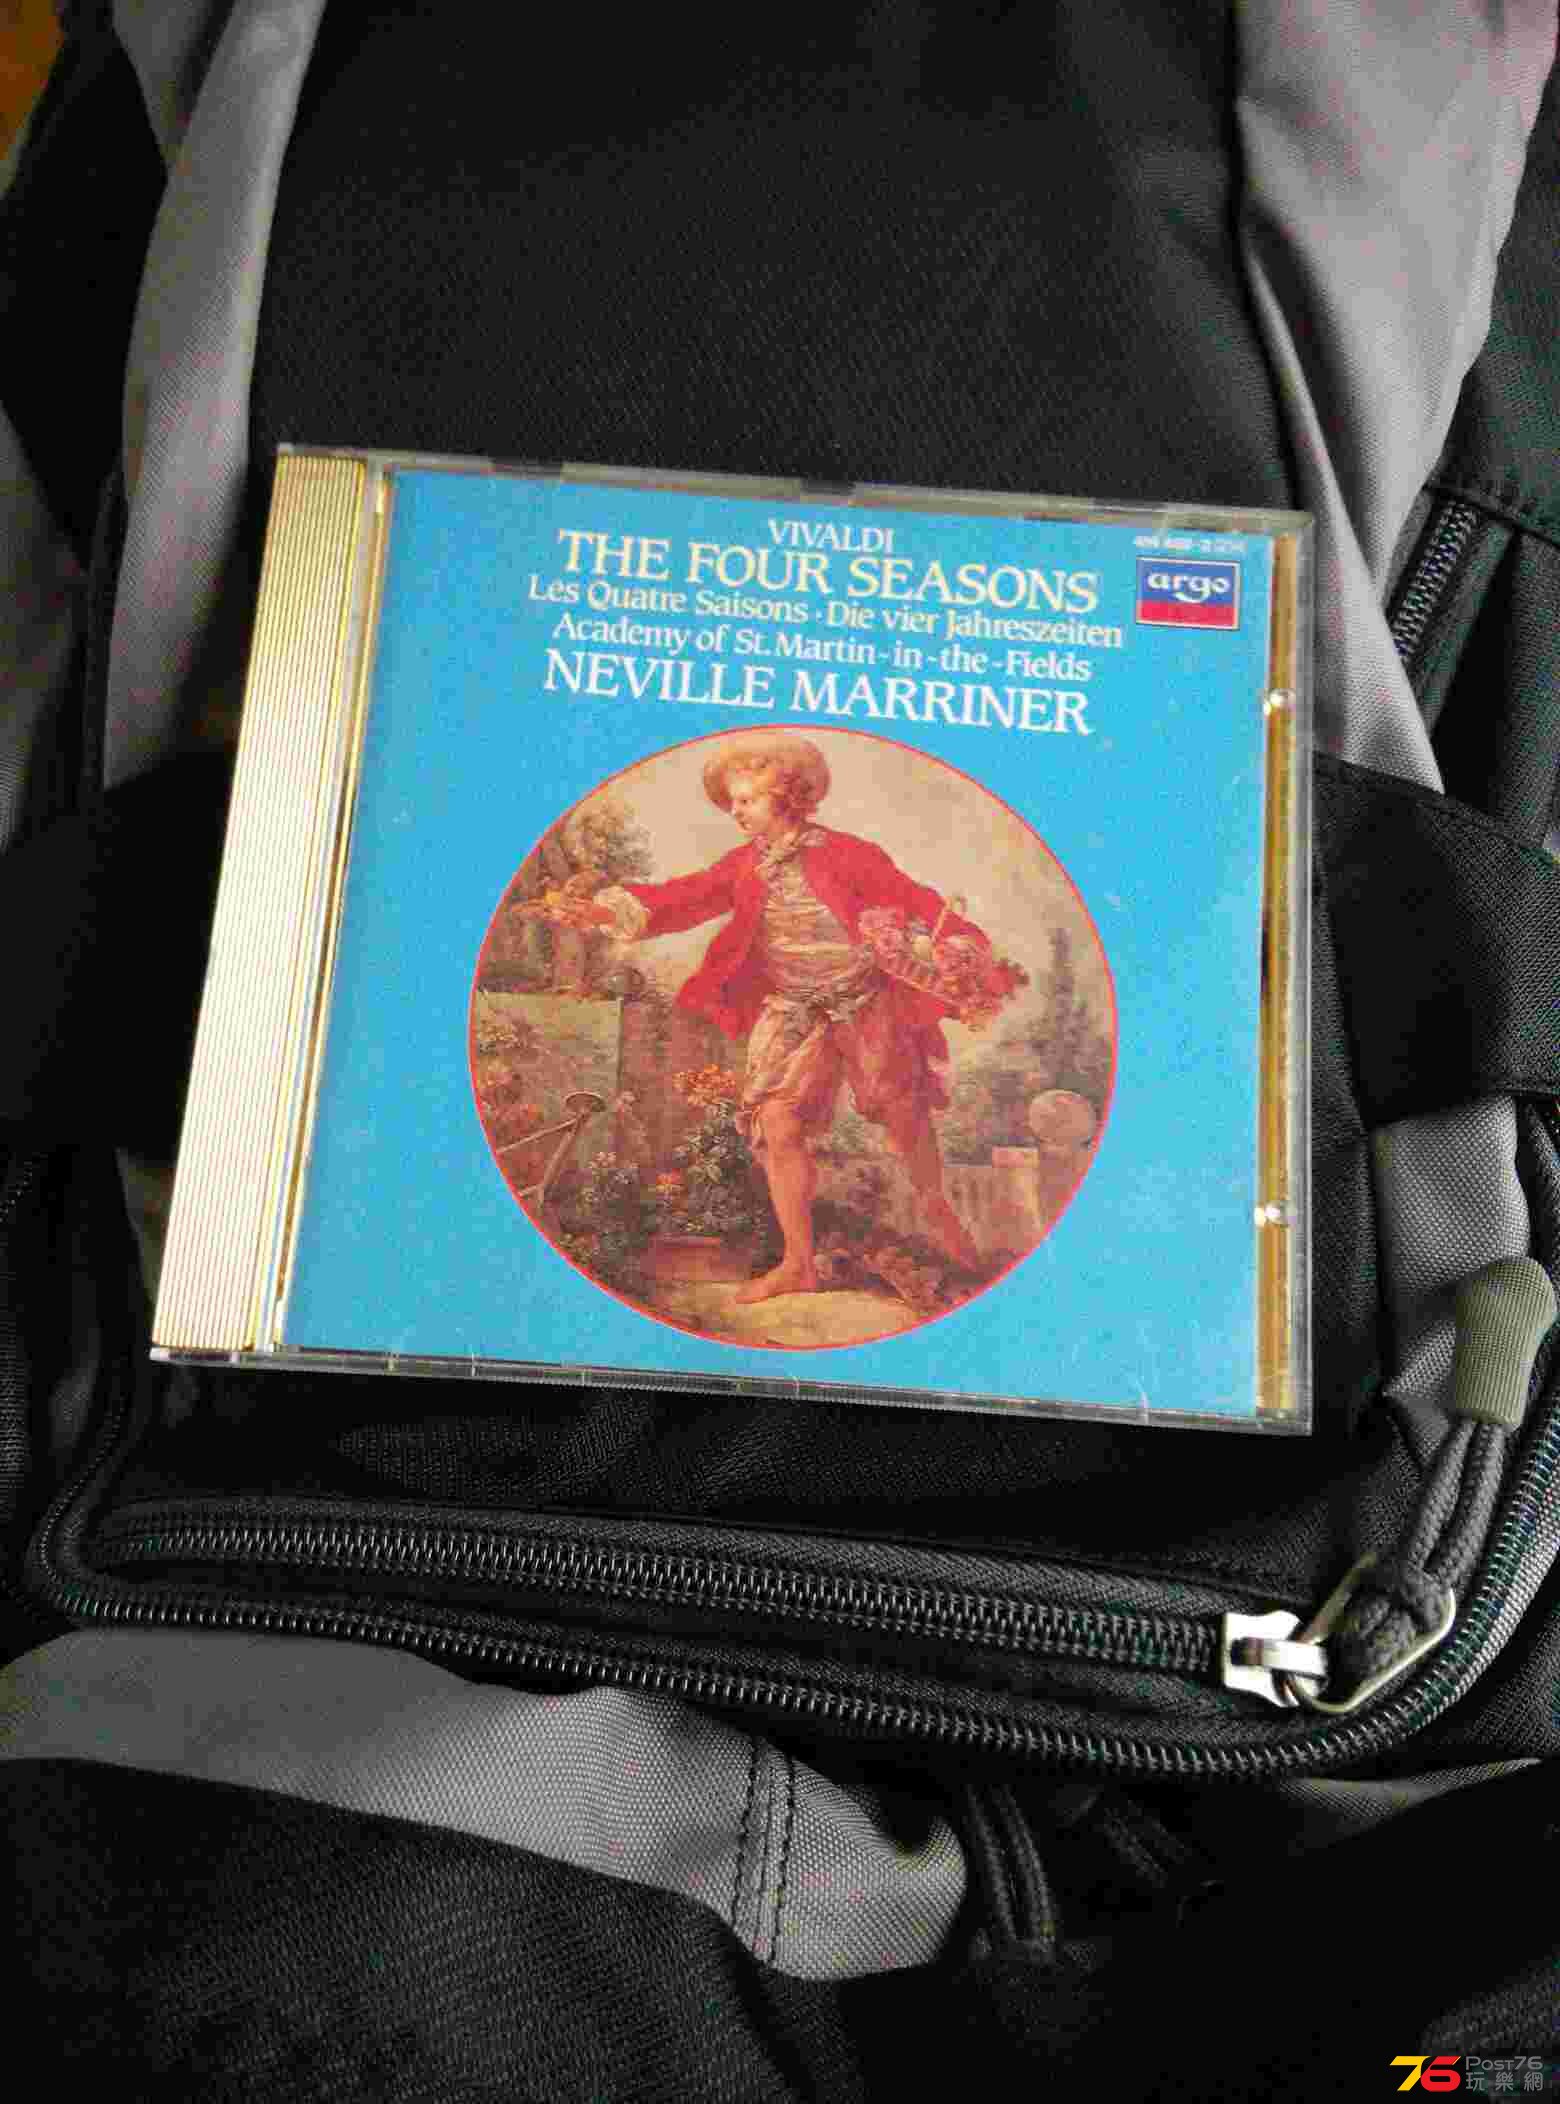 VIVALDI
THE FOUR SEASONS
Les Quatre Saisons · Die vier Jahreszeiten
Academy of St. Martin-in-the-Fields
NEVILLE MARRINER
argo
76 POST76
玩樂網